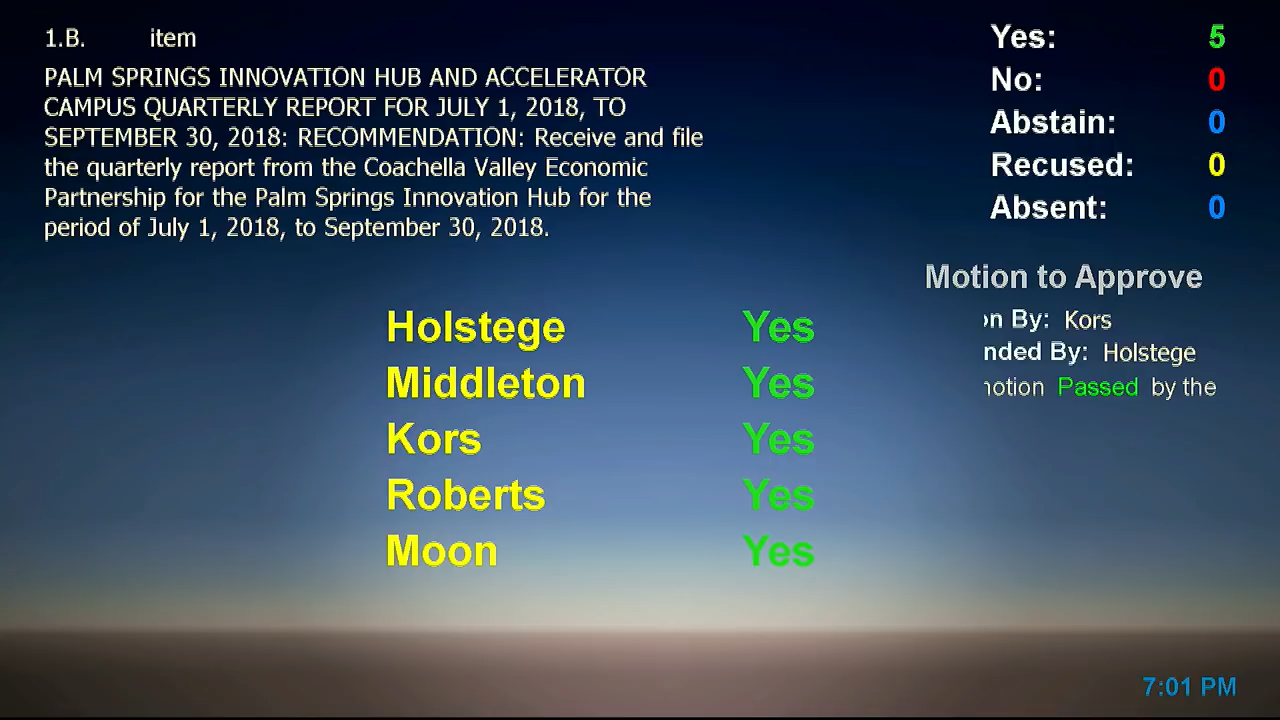 1.B. item
PALM SPRINGS INNOVATION HUB AND ACCELERATOR
CAMPUS QUARTERLY REPORT FOR JULY 1, 2018, TO
SEPTEMBER 30, 2018: RECOMMENDATION: Receive and file
the quarterly report from the Coachella Valley Economic
Partnership for the Palm Springs Innovation Hub for the
period of July 1, 2018, to September 30, 2018.
Yes: 5
No: 0
Abstain: 0
Recused: 0
Absent: 0
Motion to Approve
on By: Kors
nded By: Holstege
notion Passed by the
Holstege Yes
Middleton Yes
Kors Yes
Roberts Yes
Moon Yes
7:01 PM